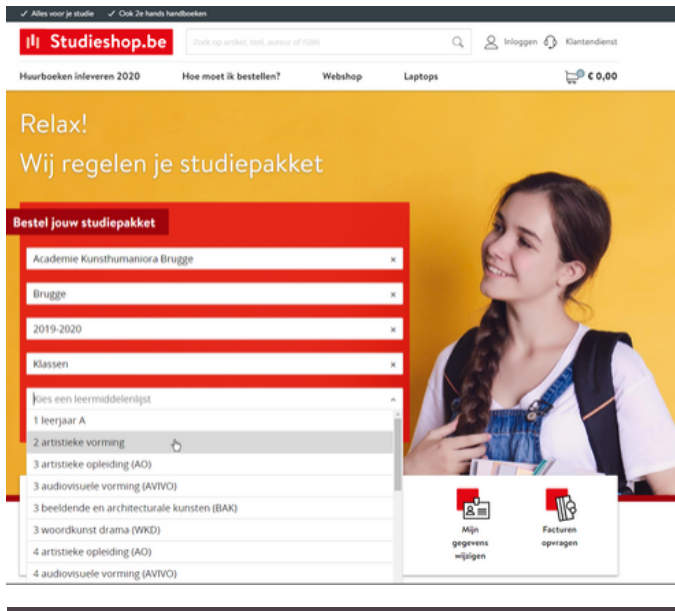 ✓ Alles voor je studie ✓ Ook 2e hands handboeken
Studieshop.be
Zoek op artikel, titel, auteur of ISBN
Inloggen
Klantendienst
Huurboeken inleveren 2020 Hoe moet ik bestellen? Webshop Laptops
0
€ 0,00
Relax!
Wij regelen je studiepakket
Bestel jouw studiepakket
Academie Kunsthumaniora Brugge ×
Brugge ×
2019-2020 ×
Klassen ×
Kies een leermiddelenlijst
1 leerjaar A
2 artistieke vorming
3 artistieke opleiding (AO)
3 audiovisuele vorming (AVIVO)
3 beeldende en architecturale kunsten (BAK)
3 woordkunst drama (WKD)
4 artistieke opleiding (AO)
4 audiovisuele vorming (AVIVO)
Mijn
gegevens
wijzigen
Facturen
opvragen